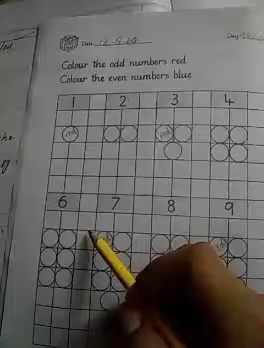 Date 12.9.20
Colour the odd numbers red
Colour the even numbers blue
1 2 3 4
red red
6 7 8 9